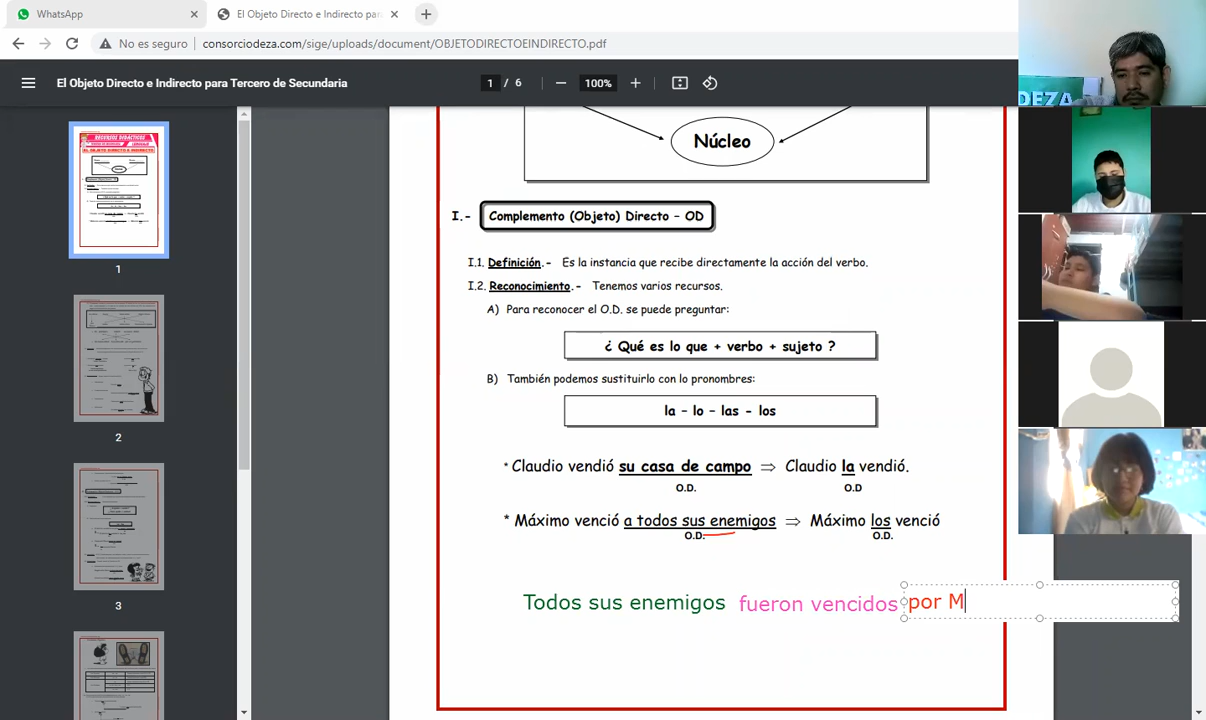 WhatsApp
El Objeto Directo e Indirecto par
No es seguro
consorciodeza.com/sige/uploads/document/OBJETODIRECTOEINDIRECTO.pdf
El Objeto Directo e Indirecto para Tercero de Secundaria
1 / 6
100%
DEZA
Núcleo
I.- Complemento (Objeto) Directo – OD
I.1. Definición.- Es la instancia que recibe directamente la acción del verbo.
I.2. Reconocimiento.- Tenemos varios recursos.
A) Para reconocer el O.D. se puede preguntar:
¿ Qué es lo que + verbo + sujeto ?
B) También podemos sustituirlo con lo pronombres:
la – lo – las - los
* Claudio vendió su casa de campo ⇒ Claudio la vendió.
O.D. O.D
* Máximo venció a todos sus enemigos ⇒ Máximo los venció
O.D. O.D.
Todos sus enemigos fueron vencidos por M
1
2
3